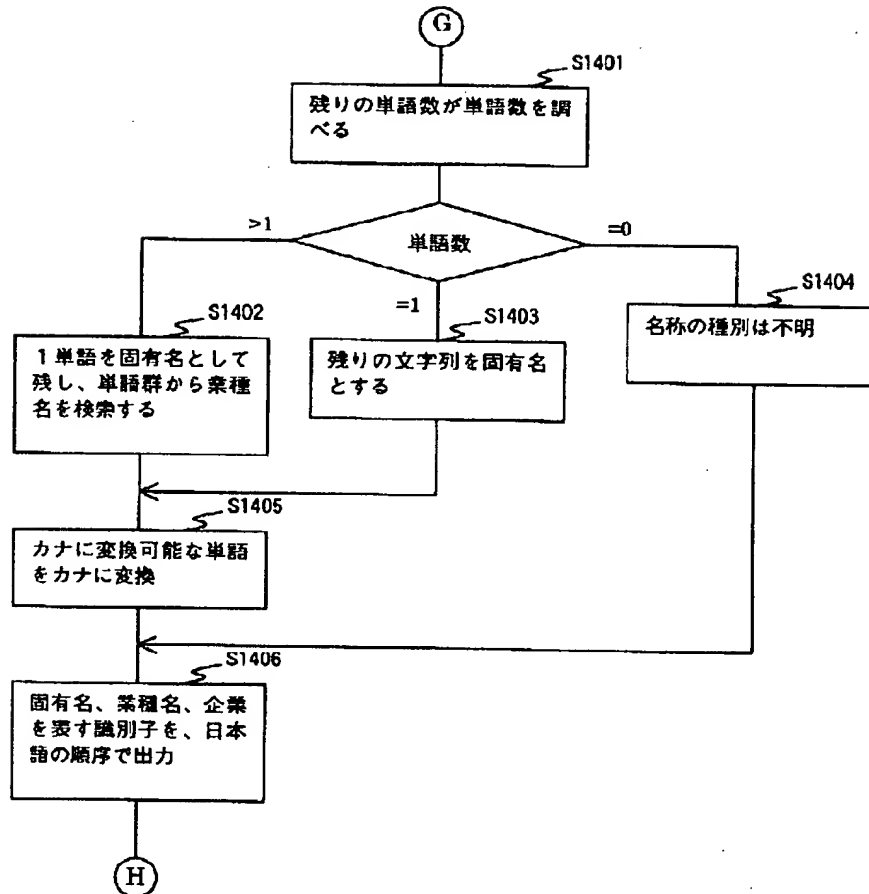 G
S1401
残りの単語数が単語数を調
べる
>1
単語数
=0
=1
S1402
1単語を固有名として
残し、単語群から業種
名を検索する
S1403
残りの文字列を固有名
とする
S1404
名称の種別は不明
S1405
カナに変換可能な単語
をカナに変換
S1406
固有名、業種名、企業
を表す識別子を、日本
語の順序で出力
H